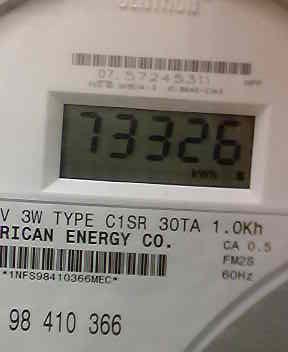 07.57245311
73326
kWh
V 3W TYPE C1SR 30TA 1.0Kh
RICAN ENERGY CO.
CA 0.5
FM2S
60Hz
*1NFS98410366MEC*
98 410 366